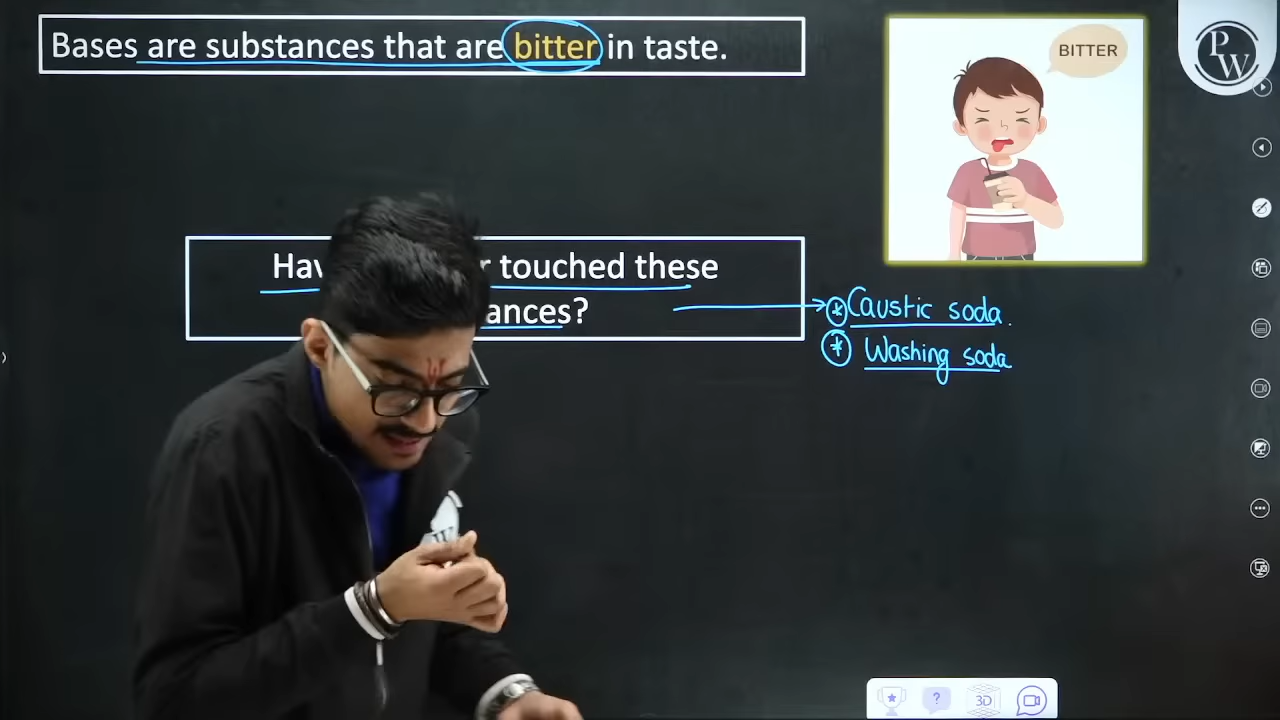 Bases are substances that are bitter in taste.
BITTER
PW
touched these
ances?
* Caustic soda.
* Washing soda
W
? 3D